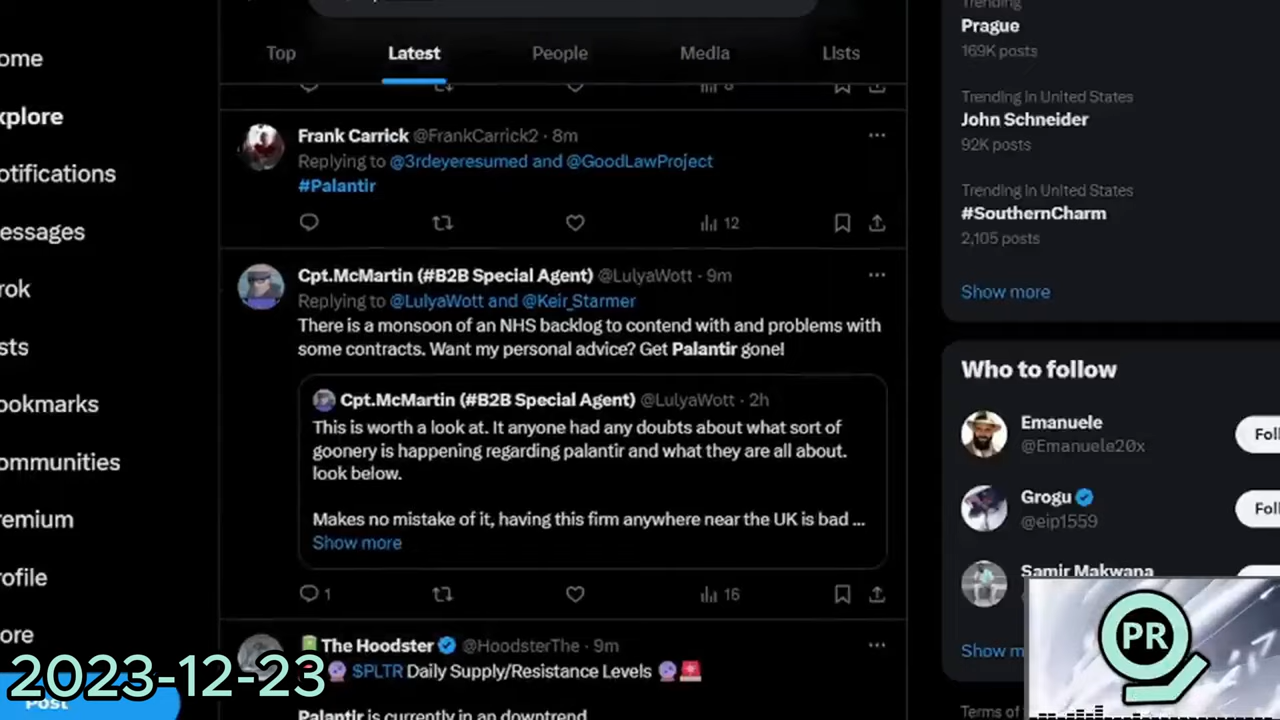 Top Latest People Media Lists
Frank Carrick @FrankCarrick2 · 8m
Replying to @3rdeyeresumed and @GoodLawProject
#Palantir
12
Cpt.McMartin (#B2B Special Agent) @LulyaWott · 9m
Replying to @LulyaWott and @Keir_Starmer
There is a monsoon of an NHS backlog to contend with and problems with
some contracts. Want my personal advice? Get Palantir gone!
Cpt.McMartin (#B2B Special Agent) @LulyaWott · 2h
This is worth a look at. It anyone had any doubts about what sort of
goonery is happening regarding palantir and what they are all about.
look below.
Makes no mistake of it, having this firm anywhere near the UK is bad ...
Show more
1 16
The Hoodster @HoodsterThe · 9m
$PLTR Daily Supply/Resistance Levels
Palantir is currently in an downtrend
ome
xplore
otifications
essages
rok
sts
ookmarks
ommunities
remium
rofile
ore
Post
2023-12-23
Trending
Prague
169K posts
Trending in United States
John Schneider
92K posts
Trending in United States
#SouthernCharm
2,105 posts
Show more
Who to follow
Emanuele
@Emanuele20x
Foll
Grogu
@eip1559
Foll
Samir Makwana
Show m
Terms of
PR